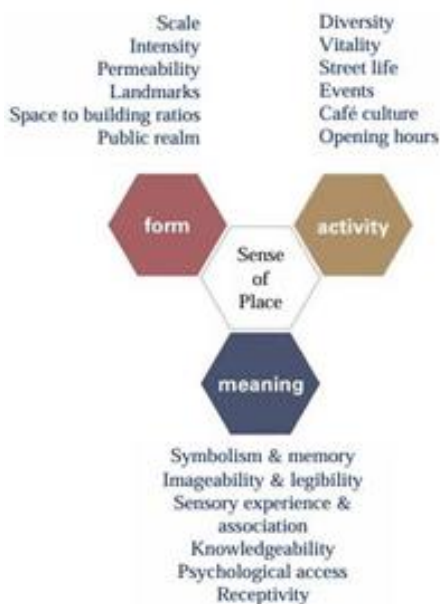 Scale
Intensity
Permeability
Landmarks
Space to building ratios
Public realm
Diversity
Vitality
Street life
Events
Café culture
Opening hours
form
activity
Sense
of
Place
meaning
Symbolism & memory
Imageability & legibility
Sensory experience &
association
Knowledgeability
Psychological access
Receptivity